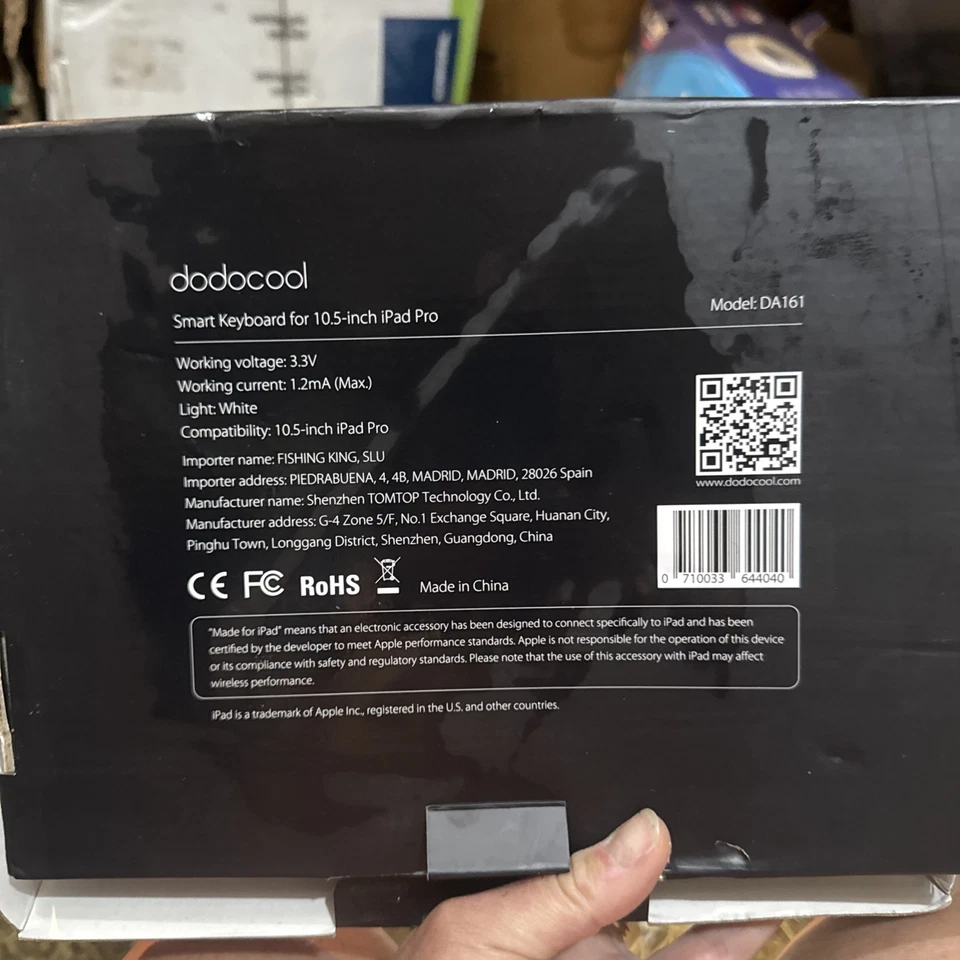 dodocool
Smart Keyboard for 10.5-inch iPad Pro
Model: DA161
Working voltage: 3.3V
Working current: 1.2mA (Max.)
Light: White
Compatibility: 10.5-inch iPad Pro
Importer name: FISHING KING, SLU
Importer address: PIEDRABUENA, 4, 4B, MADRID, MADRID, 28026 Spain
Manufacturer name: Shenzhen TOMTOP Technology Co., Ltd.
Manufacturer address: G-4 Zone 5/F, No.1 Exchange Square, Huanan City,
Pinghu Town, Longgang District, Shenzhen, Guangdong, China
CE FC RoHS Made in China
www.dodocool.com
0 710033 644040
"Made for iPad" means that an electronic accessory has been designed to connect specifically to iPad and has been
certified by the developer to meet Apple performance standards. Apple is not responsible for the operation of this device
or its compliance with safety and regulatory standards. Please note that the use of this accessory with iPad may affect
wireless performance.
iPad is a trademark of Apple Inc., registered in the U.S. and other countries.